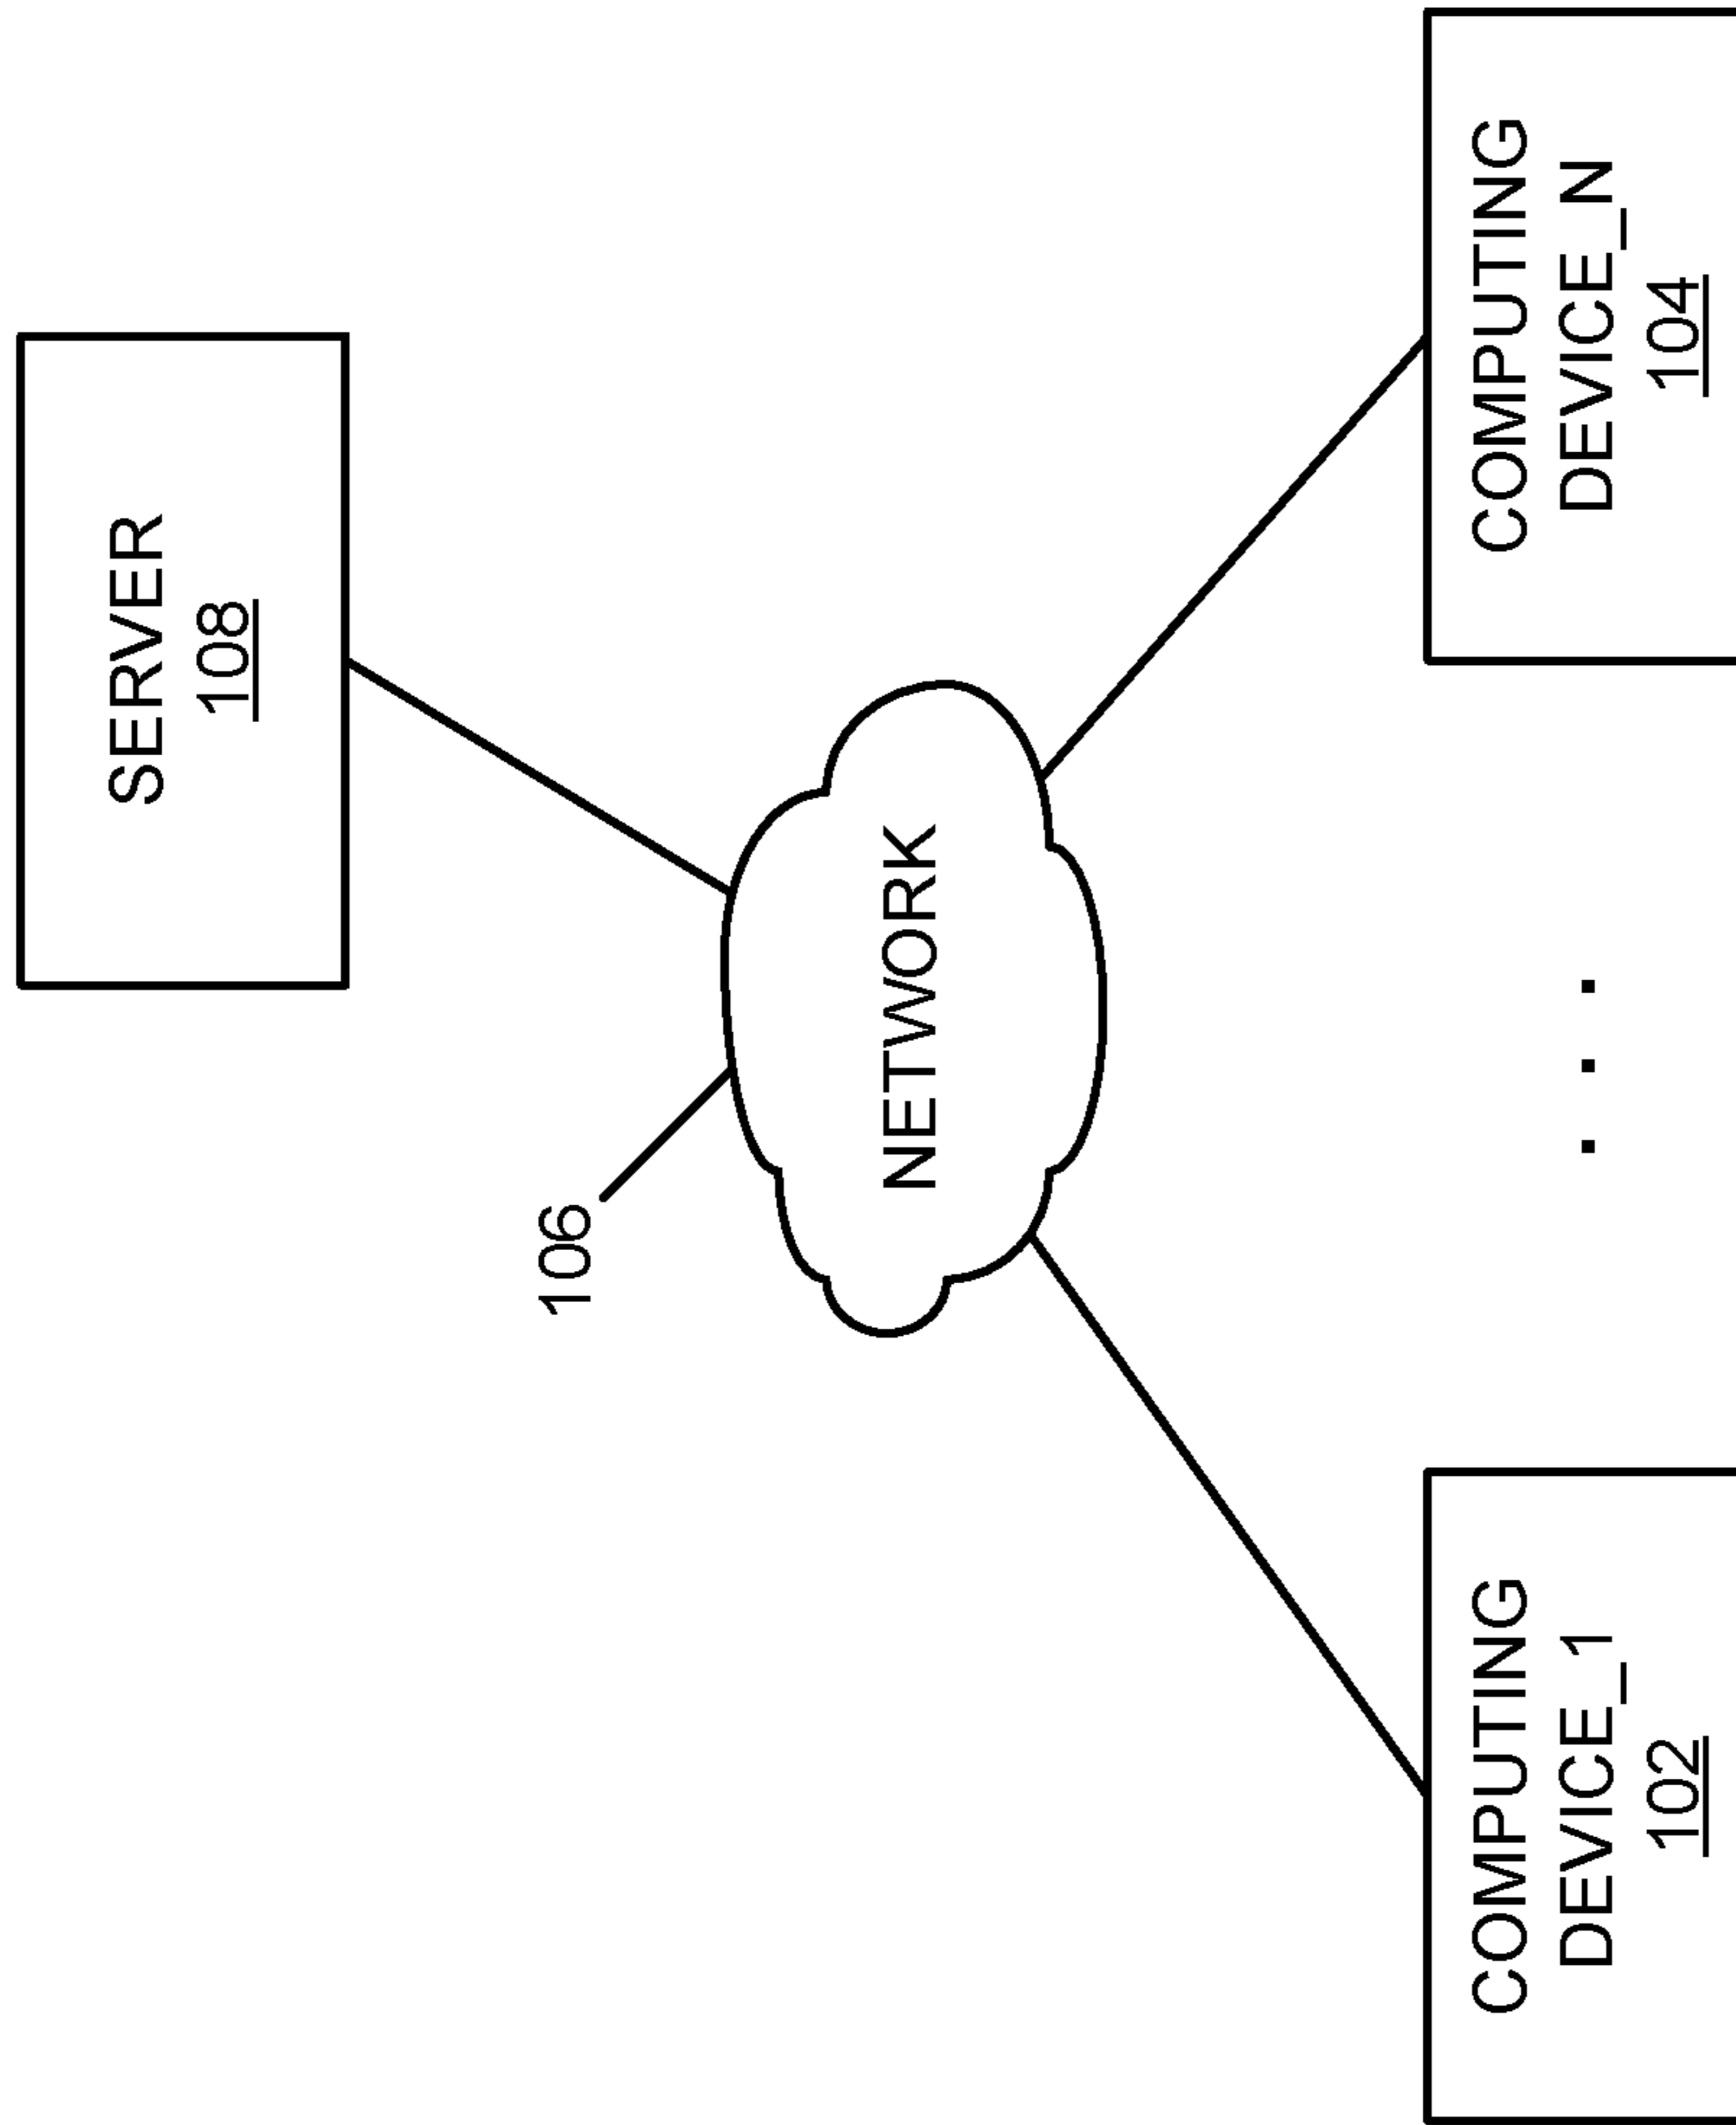 SERVER
108
106
NETWORK
COMPUTING
DEVICE_1
102
. . .
COMPUTING
DEVICE_N
104